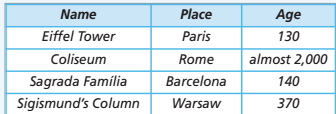 Name Place Age
Eiffel Tower Paris 130
Coliseum Rome almost 2,000
Sagrada Família Barcelona 140
Sigismund's Column Warsaw 370